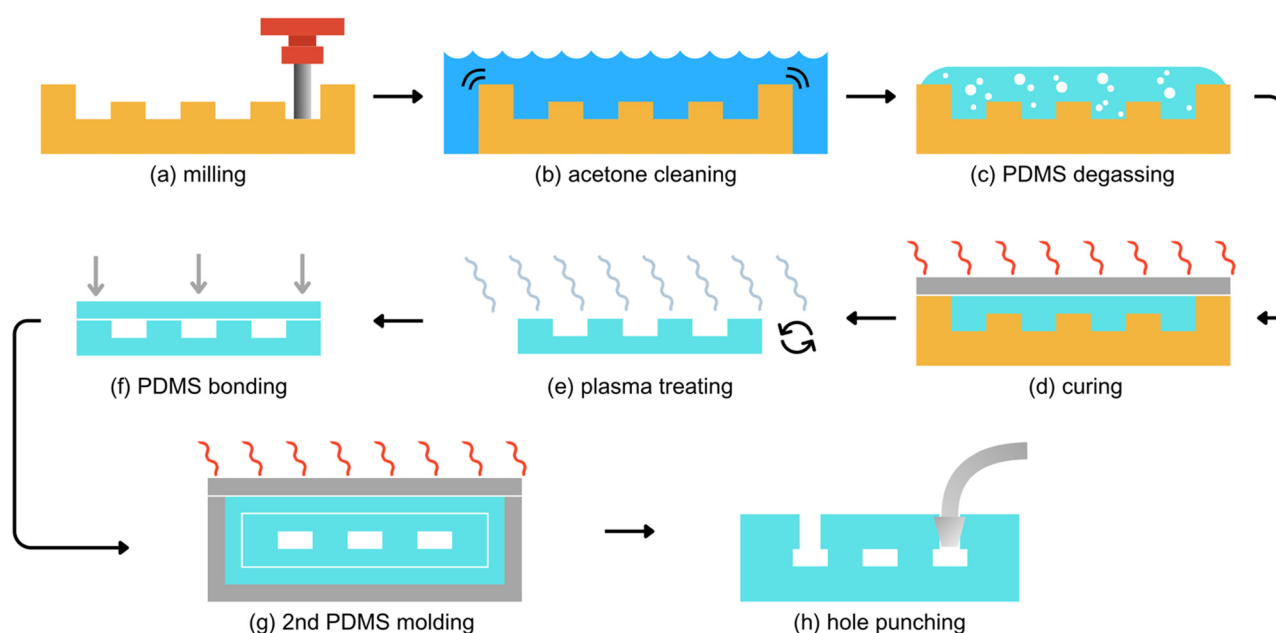 (a) milling
(b) acetone cleaning
(c) PDMS degassing
(f) PDMS bonding
(e) plasma treating
(d) curing
(g) 2nd PDMS molding
(h) hole punching